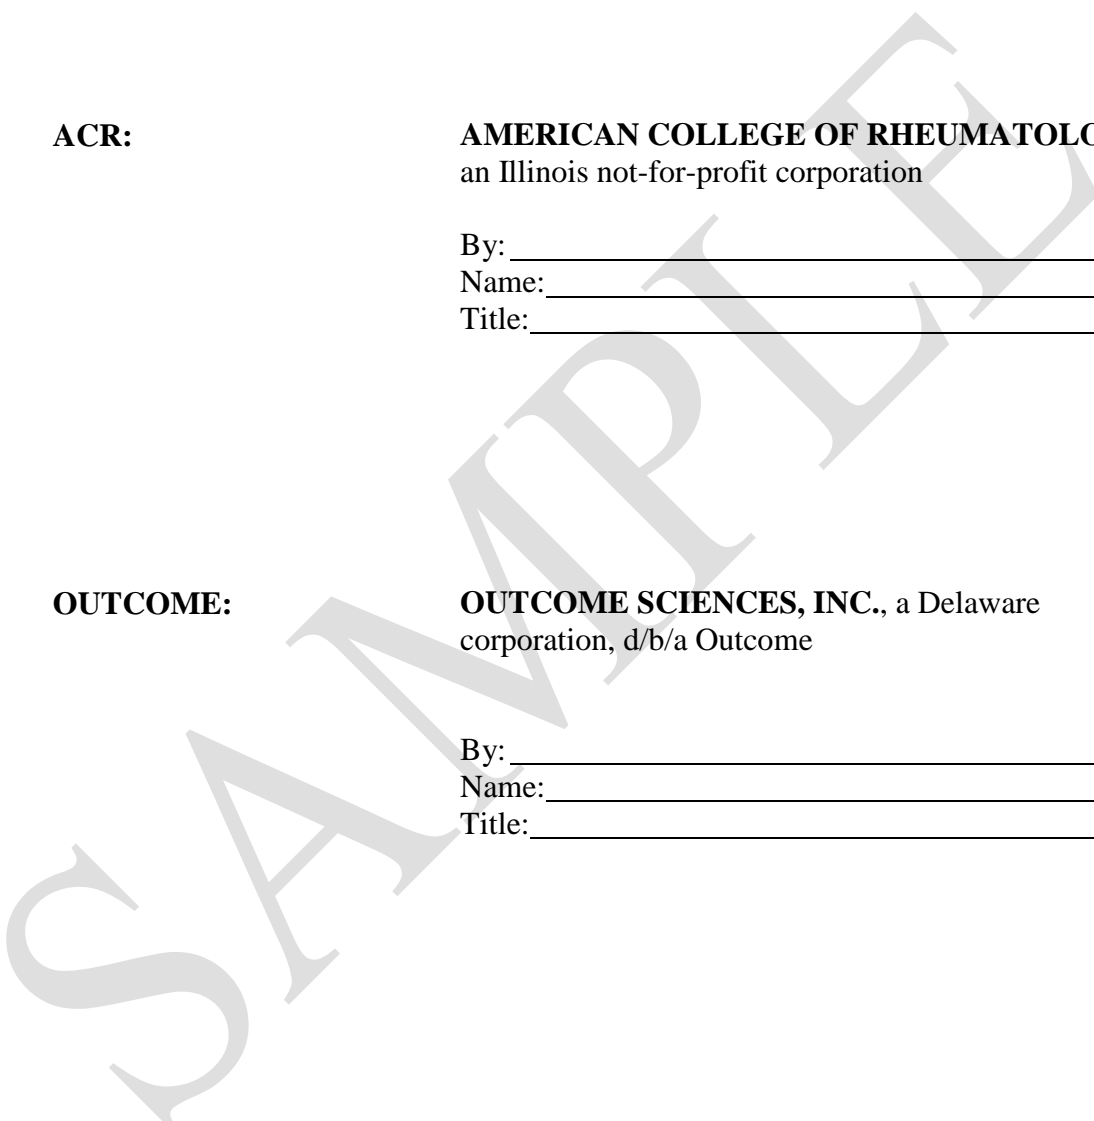 SAMPLE
ACR: AMERICAN COLLEGE OF RHEUMATOLO
an Illinois not-for-profit corporation
By:
Name:
Title:
OUTCOME: OUTCOME SCIENCES, INC., a Delaware
corporation, d/b/a Outcome
By:
Name:
Title: